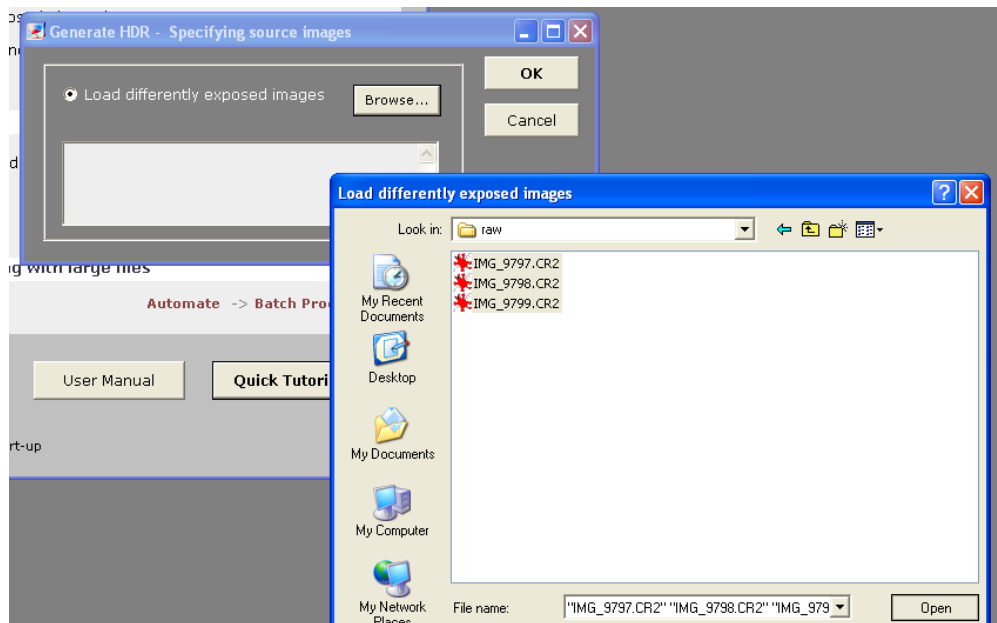 Generate HDR - Specifying source images
OK
Load differently exposed images
Browse...
Cancel
d
Load differently exposed images
Look in:
raw
IMG_9797.CR2
IMG_9798.CR2
IMG_9799.CR2
My Recent
Documents
Desktop
My Documents
My Computer
My Network
Places
File name:
"IMG_9797.CR2" "IMG_9798.CR2" "IMG_979
Open
ng with large files
Automate -> Batch Pro
User Manual
Quick Tutori
rt-up